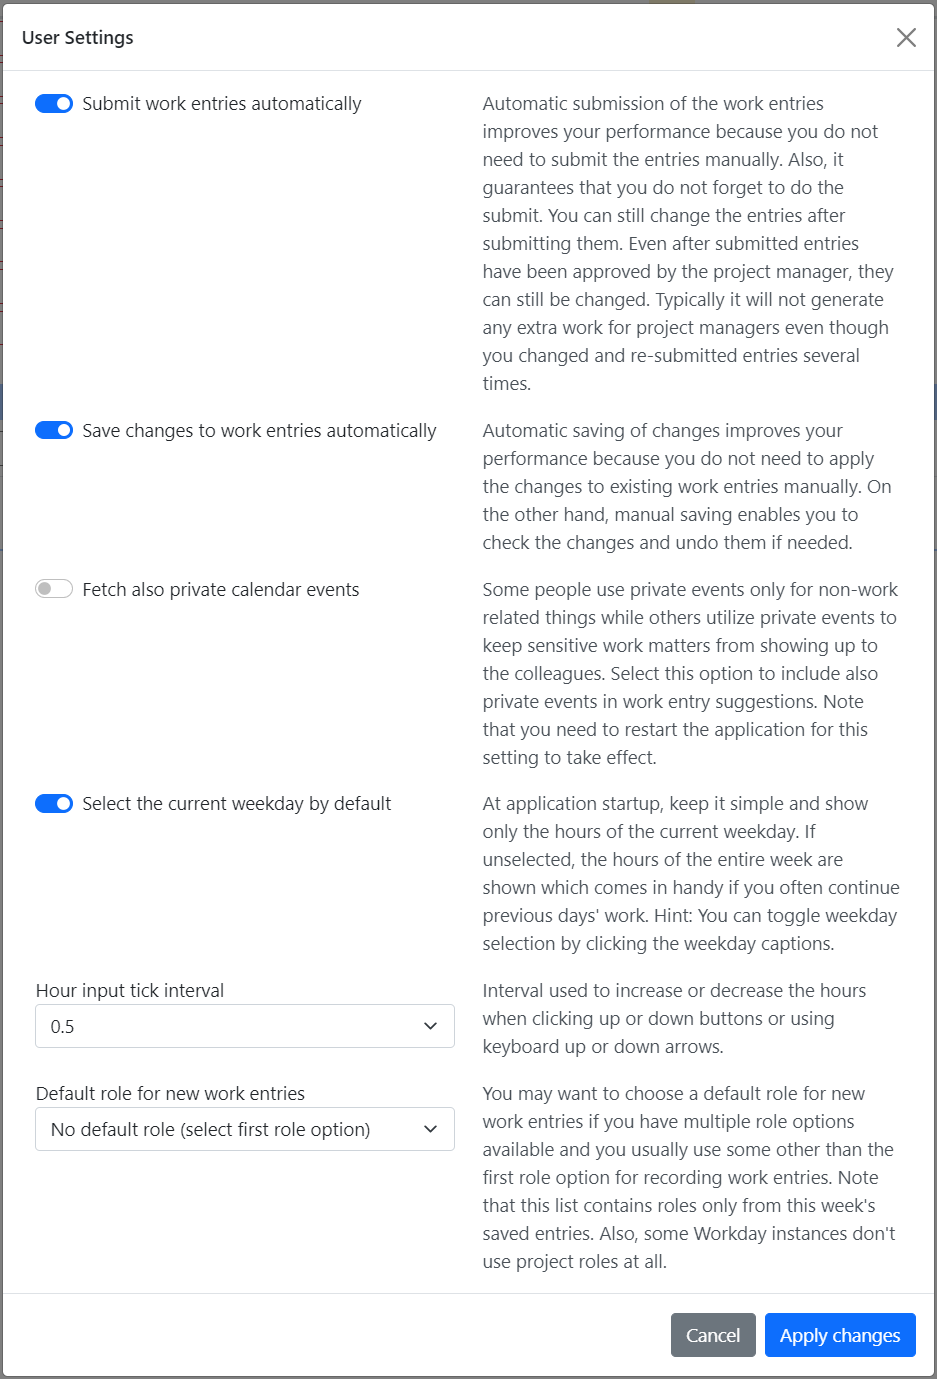 User Settings
Submit work entries automatically
Automatic submission of the work entries
improves your performance because you do not
need to submit the entries manually. Also, it
guarantees that you do not forget to do the
submit. You can still change the entries after
submitting them. Even after submitted entries
have been approved by the project manager, they
can still be changed. Typically it will not generate
any extra work for project managers even though
you changed and re-submitted entries several
times.
Save changes to work entries automatically
Automatic saving of changes improves your
performance because you do not need to apply
the changes to existing work entries manually. On
the other hand, manual saving enables you to
check the changes and undo them if needed.
Fetch also private calendar events
Some people use private events only for non-work
related things while others utilize private events to
keep sensitive work matters from showing up to
the colleagues. Select this option to include also
private events in work entry suggestions. Note
that you need to restart the application for this
setting to take effect.
Select the current weekday by default
At application startup, keep it simple and show
only the hours of the current weekday. If
unselected, the hours of the entire week are
shown which comes in handy if you often continue
previous days' work. Hint: You can toggle weekday
selection by clicking the weekday captions.
Hour input tick interval
0.5
Interval used to increase or decrease the hours
when clicking up or down buttons or using
keyboard up or down arrows.
Default role for new work entries
No default role (select first role option)
You may want to choose a default role for new
work entries if you have multiple role options
available and you usually use some other than the
first role option for recording work entries. Note
that this list contains roles only from this week's
saved entries. Also, some Workday instances don't
use project roles at all.
Cancel
Apply changes